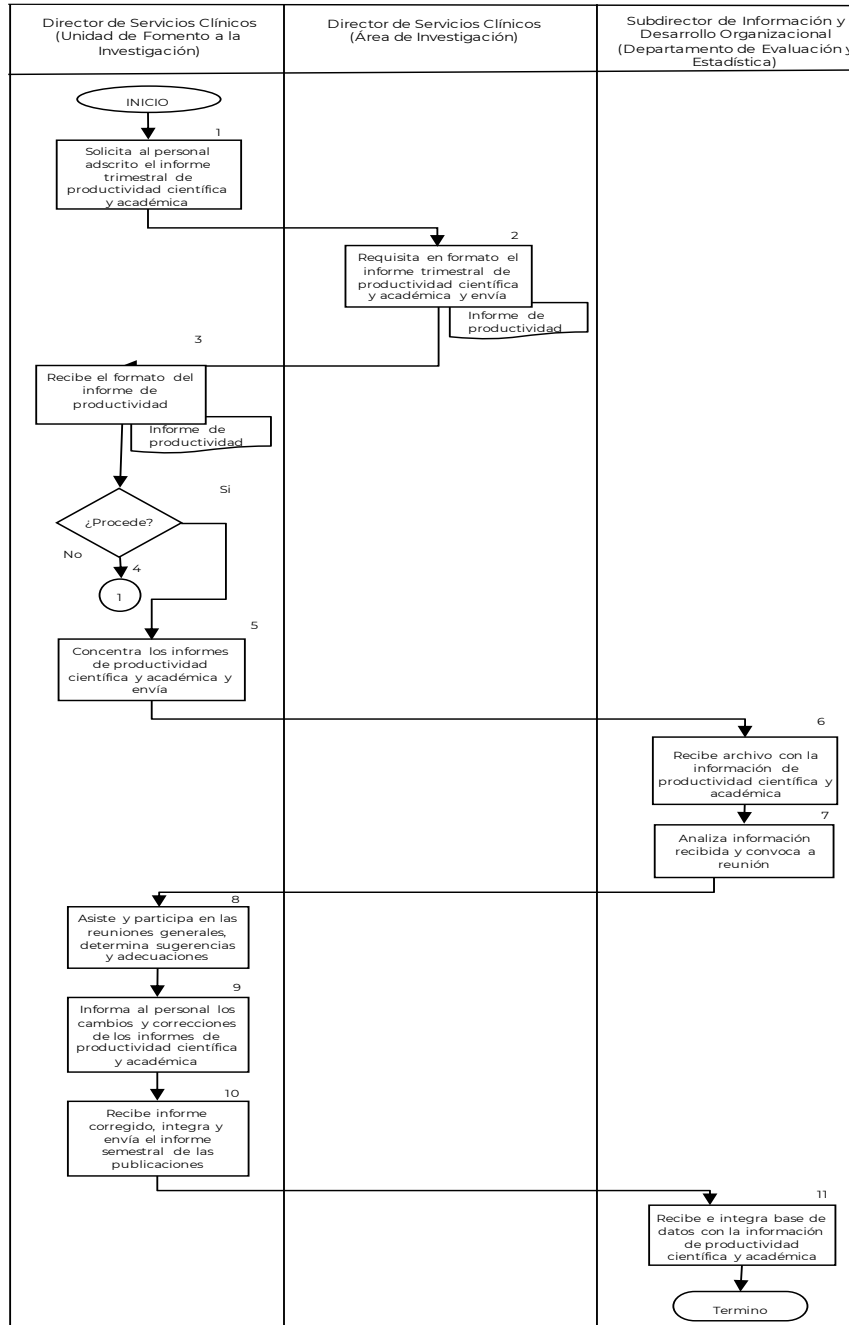 Director de Servicios Clínicos
(Unidad de Fomento a la
Investigación)
Director de Servicios Clínicos
(Área de Investigación)
Subdirector de Información y
Desarrollo Organizacional
(Departamento de Evaluación y
Estadística)
INICIO
1
Solicita al personal
adscrito el informe
trimestral de
productividad científica
y académica
2
Requisita en formato el
informe trimestral de
productividad científica
y académica y envía
Informe de
productividad
3
Recibe el formato del
informe de
productividad
Informe de
productividad
Si
¿Procede?
No
4
1
5
Concentra los informes
de productividad
científica y académica y
envía
6
Recibe archivo con la
información de
productividad científica y
académica
7
Analiza información
recibida y convoca a
reunión
8
Asiste y participa en las
reuniones generales,
determina sugerencias
y adecuaciones
9
Informa al personal los
cambios y correcciones
de los informes de
productividad científica
y académica
10
Recibe informe
corregido, integra y
envía el informe
semestral de las
publicaciones
11
Recibe e integra base de
datos con la información
de productividad
científica y académica
Termino